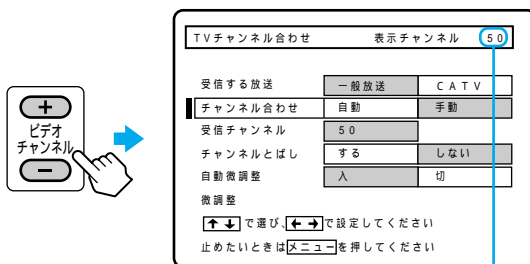 TVチャンネル合わせ 表示チャンネル 50
受信する放送 一般放送 CATV
チャンネル合わせ 自動 手動
受信チャンネル 50
チャンネルとばし する しない
自動微調整 入 切
微調整
↑↓で選び、←→で設定してください
止めたいときはメニューを押してください
+
ビデオ
チャンネル
−